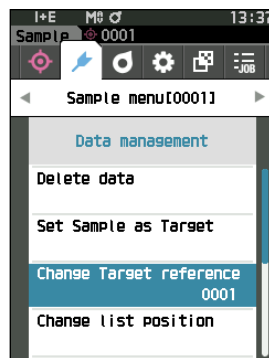 I+E M0 13:37
Sample 0001
-JOB
Sample menu[0001]
Data management
Delete data
Set Sample as Target
Change Target reference
0001
Change list position